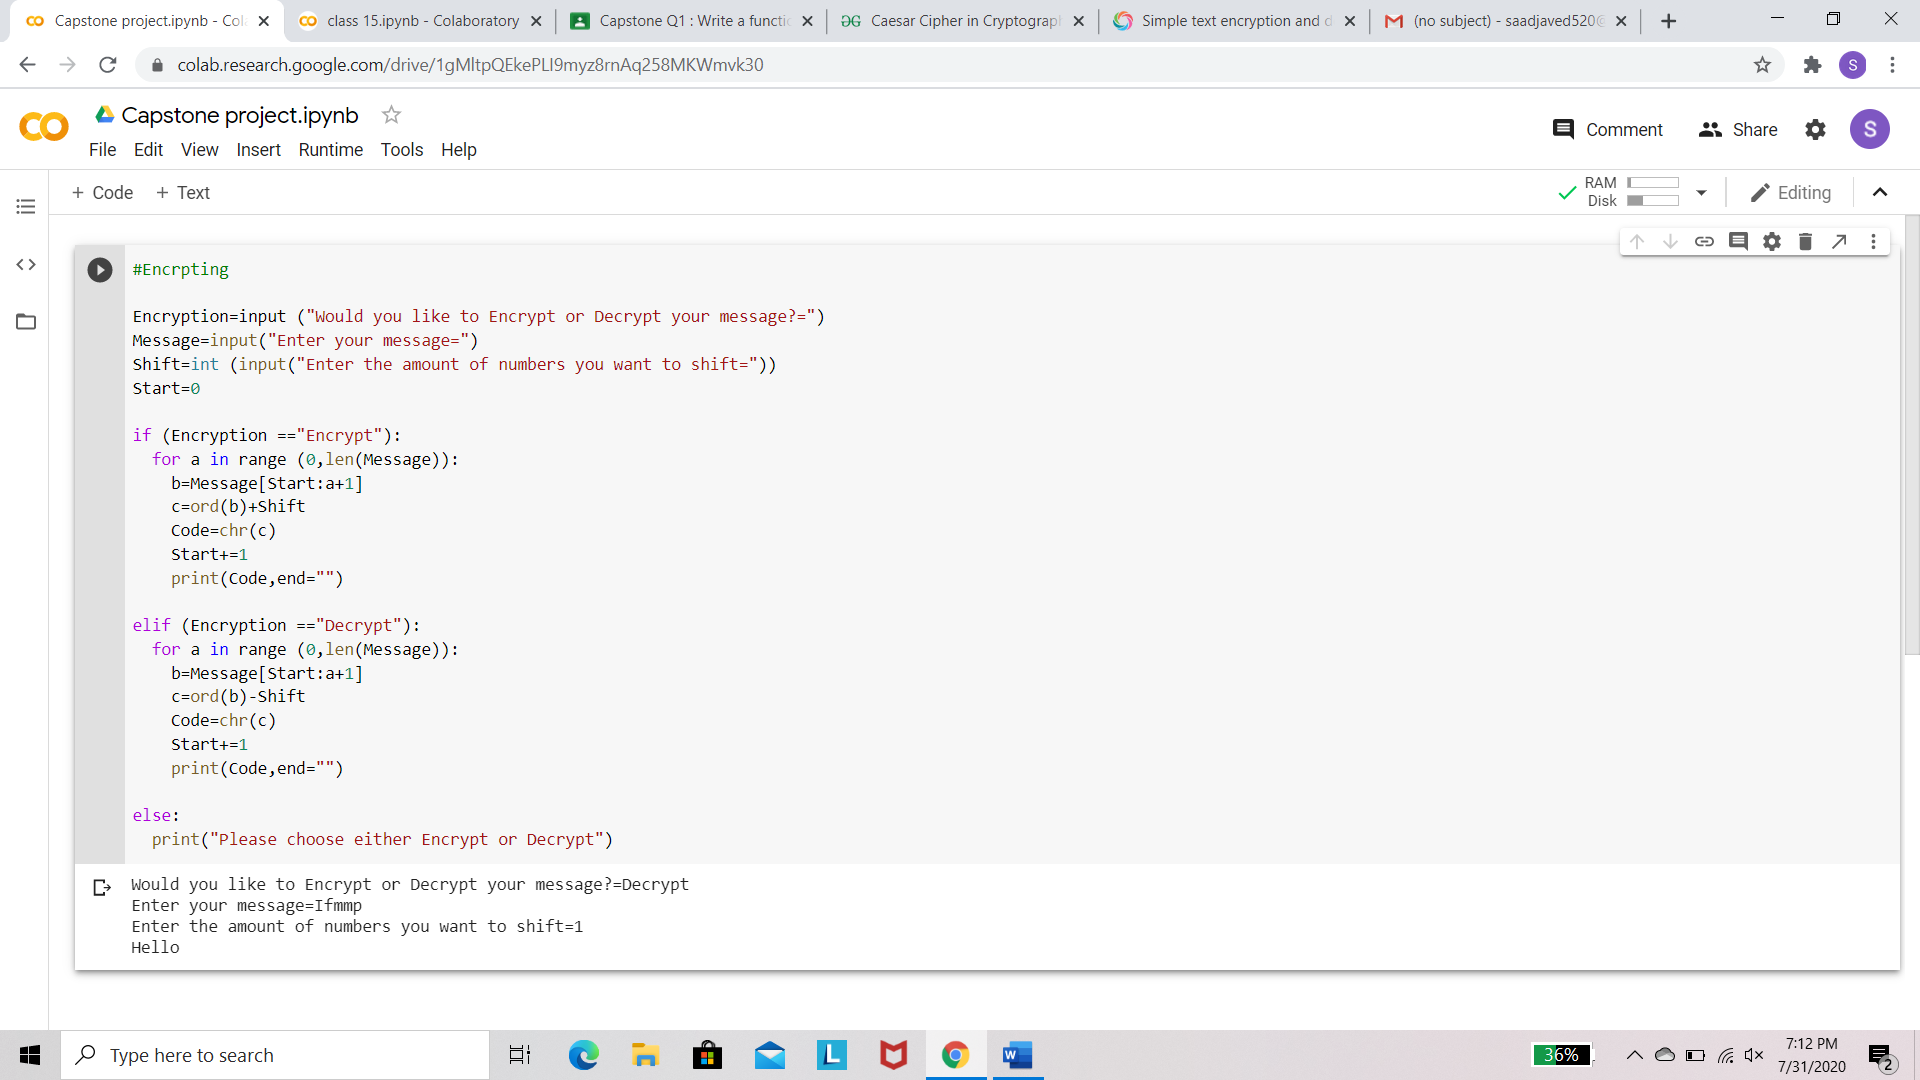 Capstone project.ipynb - Col
class 15.ipynb - Colaboratory
Capstone Q1 : Write a functio
Caesar Cipher in Cryptograph
Simple text encryption and d
(no subject) - saadjaved520@
colab.research.google.com/drive/1gMltpQEkePLI9myz8rnAq258MKWmvk30
S
CO
Capstone project.ipynb
Comment
Share
S
File Edit View Insert Runtime Tools Help
+ Code + Text
RAM
Disk
Editing
#Encrpting
Encryption=input ("Would you like to Encrypt or Decrypt your message?=")
Message=input("Enter your message=")
Shift=int (input("Enter the amount of numbers you want to shift="))
Start=0
if (Encryption =="Encrypt"):
for a in range (0,len(Message)):
b=Message[Start:a+1]
c=ord(b)+Shift
Code=chr(c)
Start+=1
print(Code,end="")
elif (Encryption =="Decrypt"):
for a in range (0,len(Message)):
b=Message[Start:a+1]
c=ord(b)-Shift
Code=chr(c)
Start+=1
print(Code,end="")
else:
print("Please choose either Encrypt or Decrypt")
Would you like to Encrypt or Decrypt your message?=Decrypt
Enter your message=Ifmmp
Enter the amount of numbers you want to shift=1
Hello
Type here to search
L
W
36%
7:12 PM
7/31/2020
2